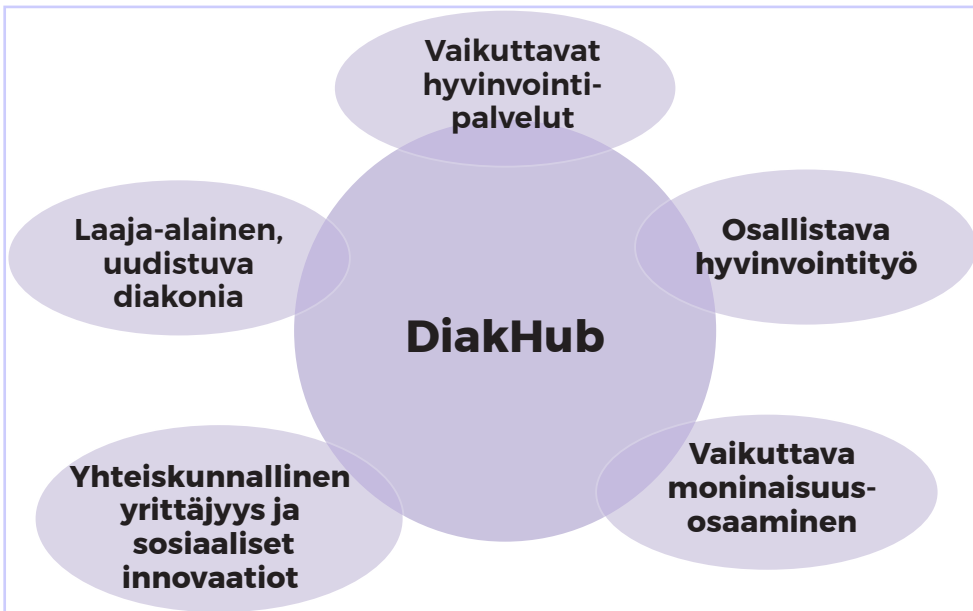 Vaikuttavat
hyvinvointi-
palvelut
Laaja-alainen,
uudistuva
diakonia
Osallistava
hyvinvointityö
DiakHub
Yhteiskunnallinen
yrittäjyys ja
sosiaaliset
innovaatiot
Vaikuttava
moninaisuus-
osaaminen